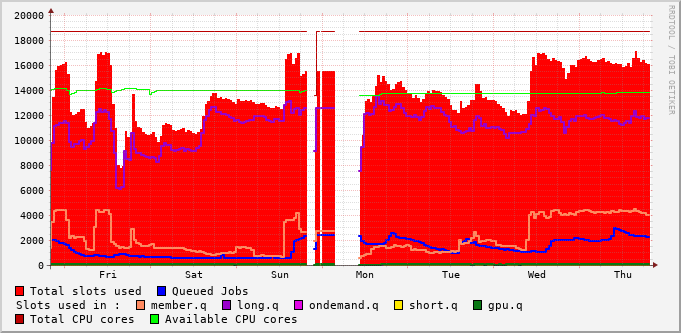 20000
18000
16000
14000
12000
10000
8000
6000
4000
2000
0
Fri Sat Sun Mon Tue Wed Thu
RRDTOOL / TOBI OETIKER
Total slots used Queued Jobs
Slots used in : member.q long.q ondemand.q short.q gpu.q
Total CPU cores Available CPU cores